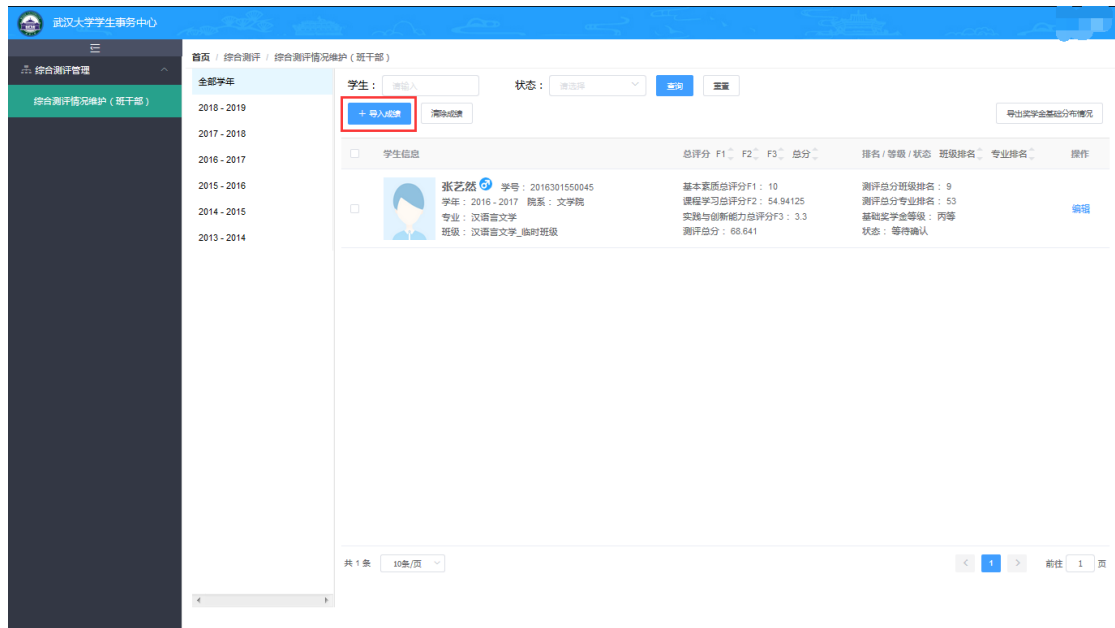 武汉大学学生事务中心
综合测评管理
综合测评情况维护（班干部）
首页 / 综合测评 / 综合测评情况维护（班干部）
全部学年
2018 - 2019
2017 - 2018
2016 - 2017
2015 - 2016
2014 - 2015
2013 - 2014
学生： 请输入 状态： 请选择 查询 重置
+ 导入成绩 清除成绩 导出奖学金基础分布情况
学生信息 总评分 F1 F2 F3 总分 排名 / 等级 / 状态 班级排名 专业排名 操作
张艺然 学号： 2016301550045
学年： 2016 - 2017 院系： 文学院
专业： 汉语言文学
班级： 汉语言文学_临时班级
基本素质总评分F1： 10
课程学习总评分F2： 54.94125
实践与创新能力总评分F3： 3.3
测评总分： 68.641
测评总分班级排名： 9
测评总分专业排名： 53
基础奖学金等级： 丙等
状态： 等待确认
编辑
共 1 条 10条/页 1 前往 1 页